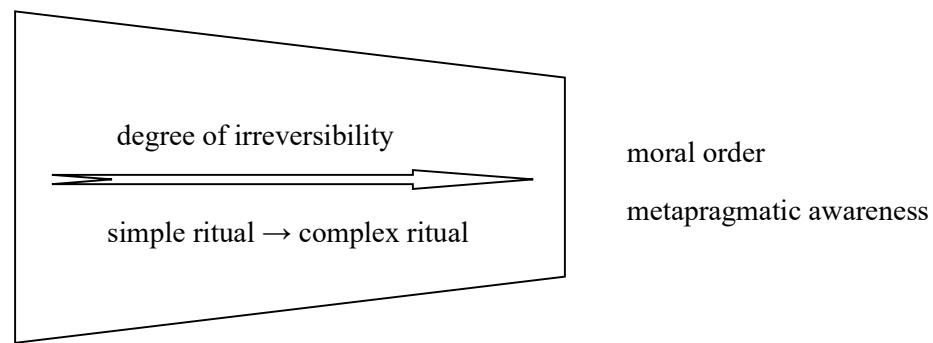 degree of irreversibility
simple ritual → complex ritual
moral order
metapragmatic awareness